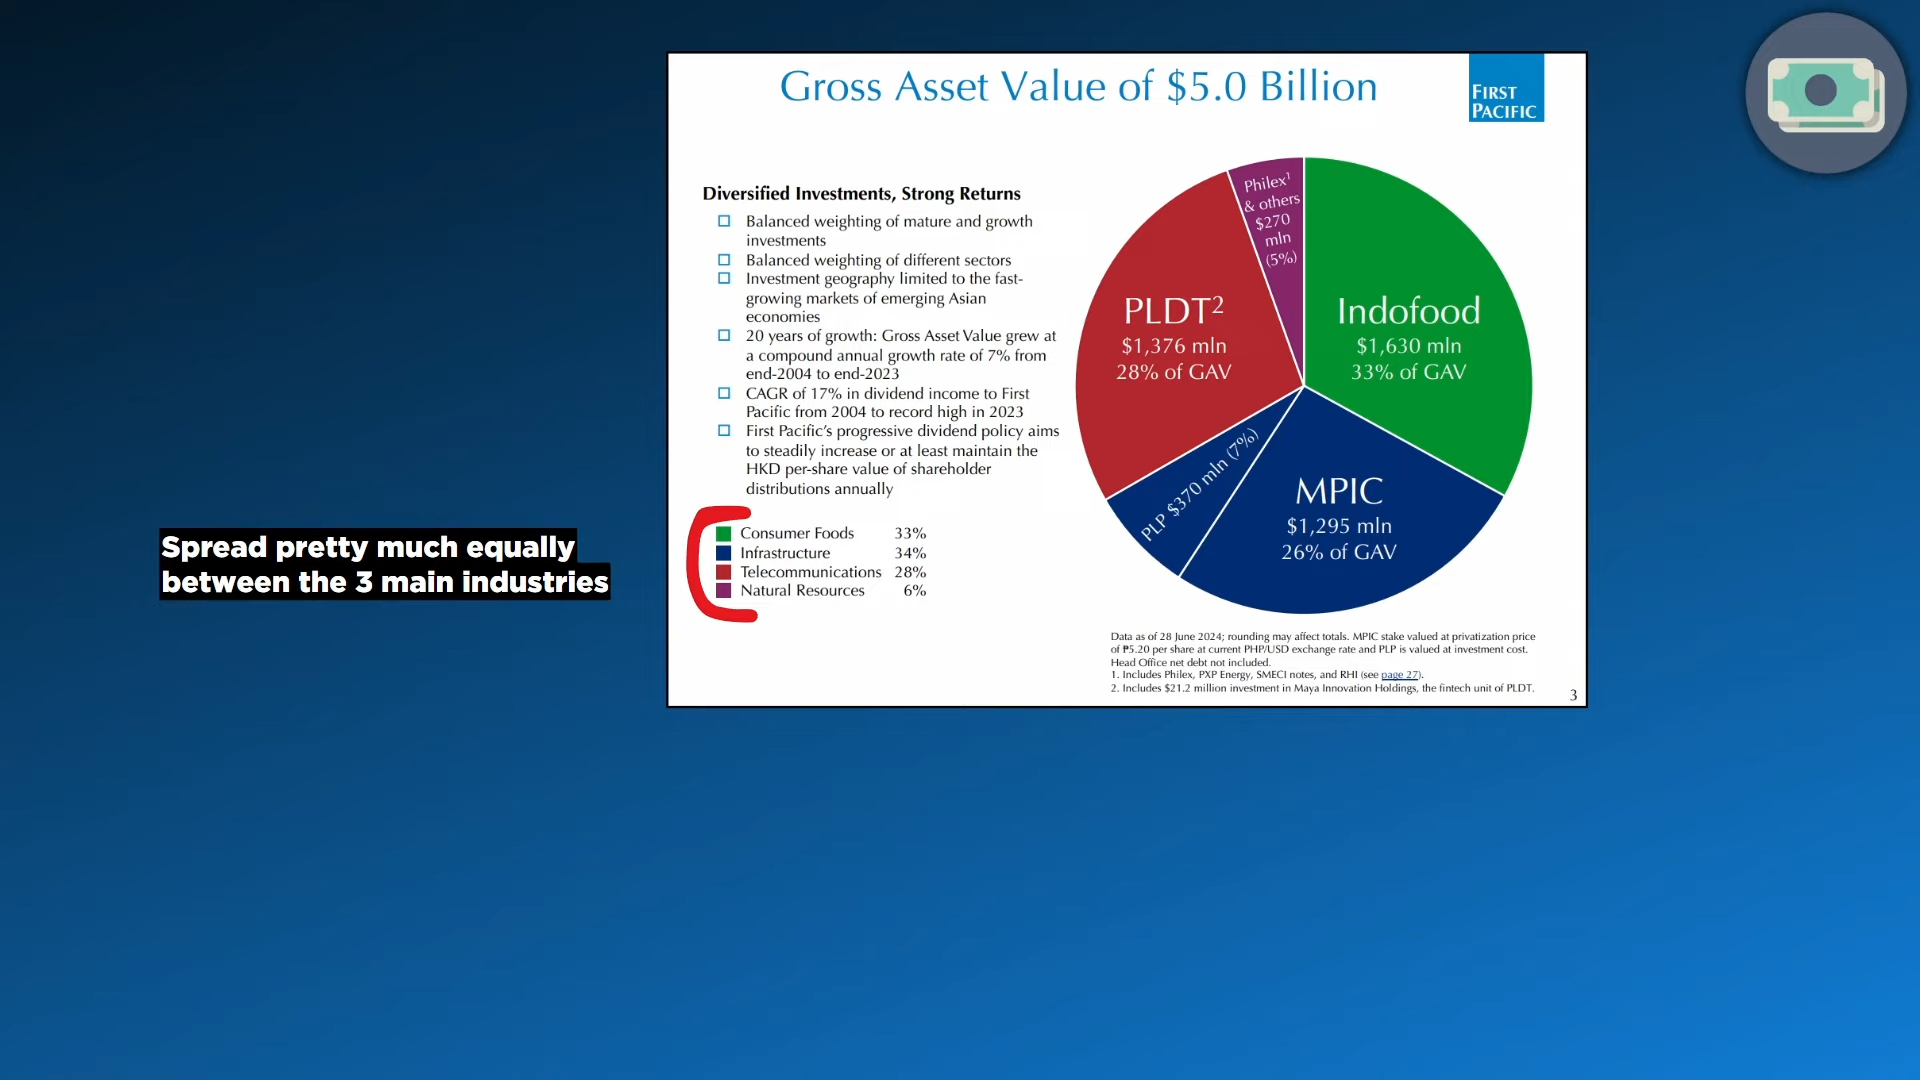 Gross Asset Value of $5.0 Billion
FIRST
PACIFIC
Diversified Investments, Strong Returns
Balanced weighting of mature and growth
investments
Balanced weighting of different sectors
Investment geography limited to the fast-
growing markets of emerging Asian
economies
20 years of growth: Gross Asset Value grew at
a compound annual growth rate of 7% from
end-2004 to end-2023
CAGR of 17% in dividend income to First
Pacific from 2004 to record high in 2023
First Pacific's progressive dividend policy aims
to steadily increase or at least maintain the
HKD per-share value of shareholder
distributions annually
Consumer Foods 33%
Infrastructure 34%
Telecommunications 28%
Natural Resources 6%
Spread pretty much equally
between the 3 main industries
Philex¹
& others
$270
mln
(5%)
PLDT²
$1,376 mln
28% of GAV
Indofood
$1,630 mln
33% of GAV
PLP $370 mln (7%)
MPIC
$1,295 mln
26% of GAV
Data as of 28 June 2024; rounding may affect totals. MPIC stake valued at privatization price
of ₱5.20 per share at current PHP/USD exchange rate and PLP is valued at investment cost.
Head Office net debt not included.
1. Includes Philex, PXP Energy, SMECI notes, and RHI (see page 27).
2. Includes $21.2 million investment in Maya Innovation Holdings, the fintech unit of PLDT.
3